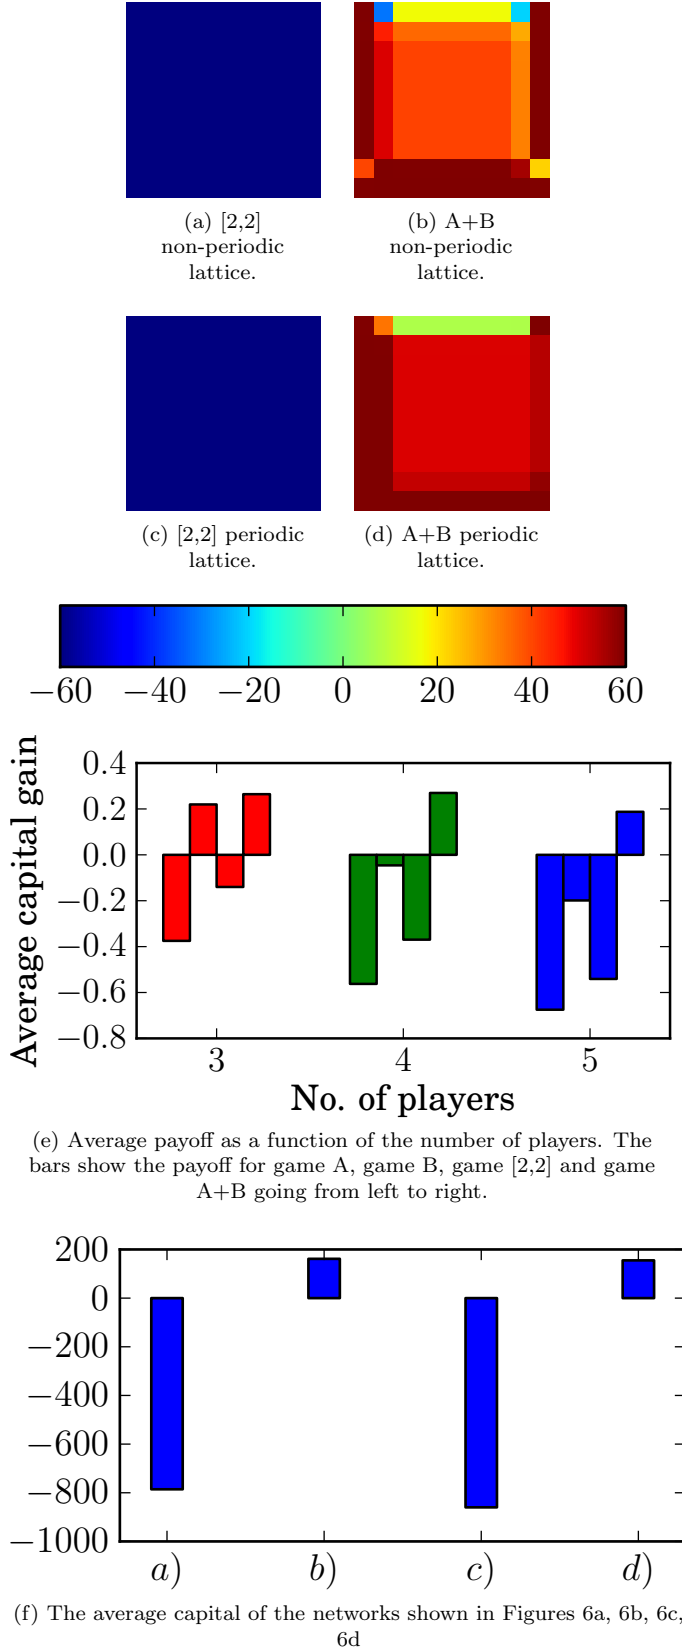 (a) [2,2]
non-periodic
lattice.
(b) A+B
non-periodic
lattice.
(c) [2,2] periodic
lattice.
(d) A+B periodic
lattice.
−60 −40 −20 0 20 40 60
Average capital gain
0.4
0.2
0.0
−0.2
−0.4
−0.6
−0.8
3 4 5
No. of players
(e) Average payoff as a function of the number of players. The
bars show the payoff for game A, game B, game [2,2] and game
A+B going from left to right.
200
0
−200
−400
−600
−800
−1000
a) b) c) d)
(f) The average capital of the networks shown in Figures 6a, 6b, 6c,
6d